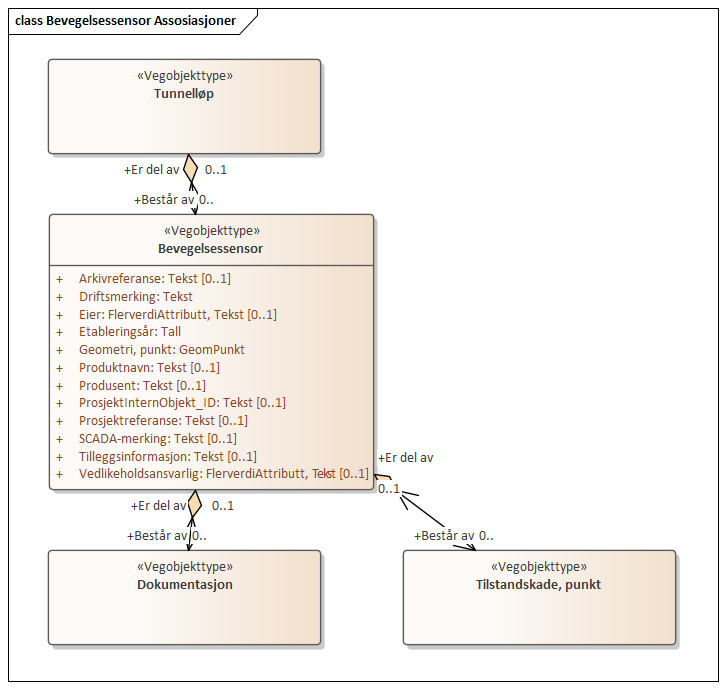 class Bevegelsessensor Assosiasjoner
«Vegobjekttype»
Tunnelløp
+Er del av 0..1
+Består av 0..
«Vegobjekttype»
Bevegelsessensor
+ Arkivreferanse: Tekst [0..1]
+ Driftsmerking: Tekst
+ Eier: FlerverdiAttributt, Tekst [0..1]
+ Etableringsår: Tall
+ Geometri, punkt: GeomPunkt
+ Produktnavn: Tekst [0..1]
+ Produsent: Tekst [0..1]
+ ProsjektInternObjekt_ID: Tekst [0..1]
+ Prosjektreferanse: Tekst [0..1]
+ SCADA-merking: Tekst [0..1]
+ Tilleggsinformasjon: Tekst [0..1]
+ Vedlikeholdsansvarlig: FlerverdiAttributt, Tekst [0..1]
+Er del av
0..1
+Er del av 0..1
+Består av 0..
+Består av 0..
«Vegobjekttype»
Dokumentasjon
«Vegobjekttype»
Tilstandskade, punkt